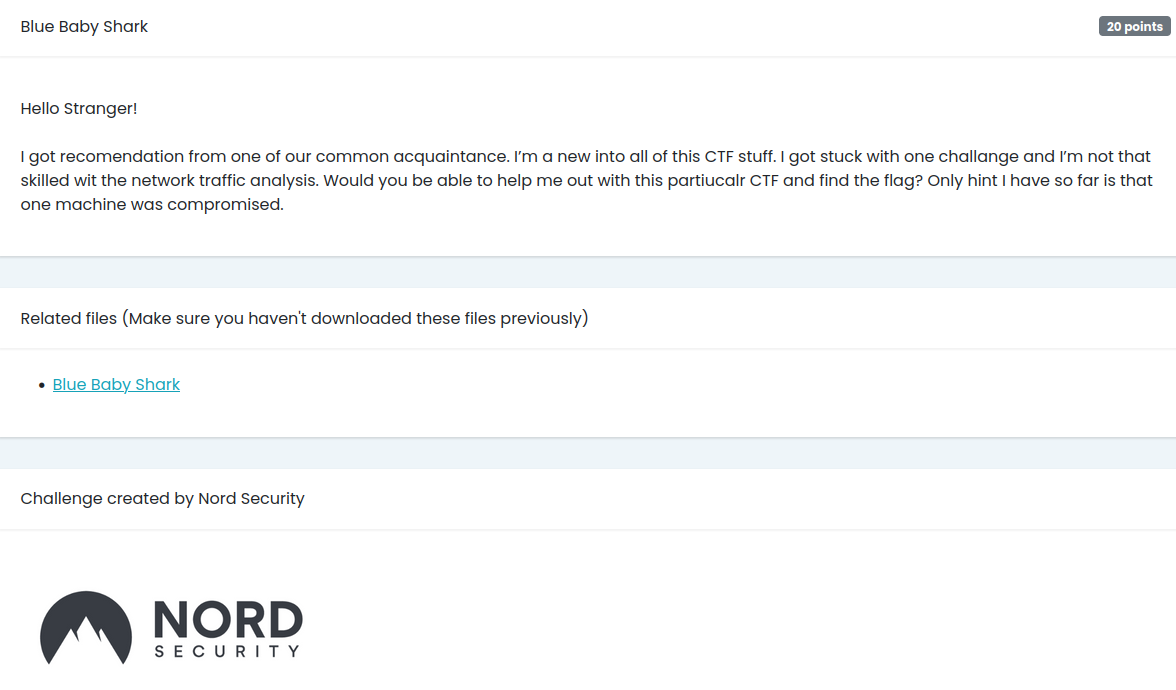 Blue Baby Shark
20 points
Hello Stranger!
I got recomendation from one of our common acquaintance. I’m a new into all of this CTF stuff. I got stuck with one challange and I’m not that
skilled wit the network traffic analysis. Would you be able to help me out with this partiucalr CTF and find the flag? Only hint I have so far is that
one machine was compromised.
Related files (Make sure you haven't downloaded these files previously)
Blue Baby Shark
Challenge created by Nord Security
NORD
SECURITY